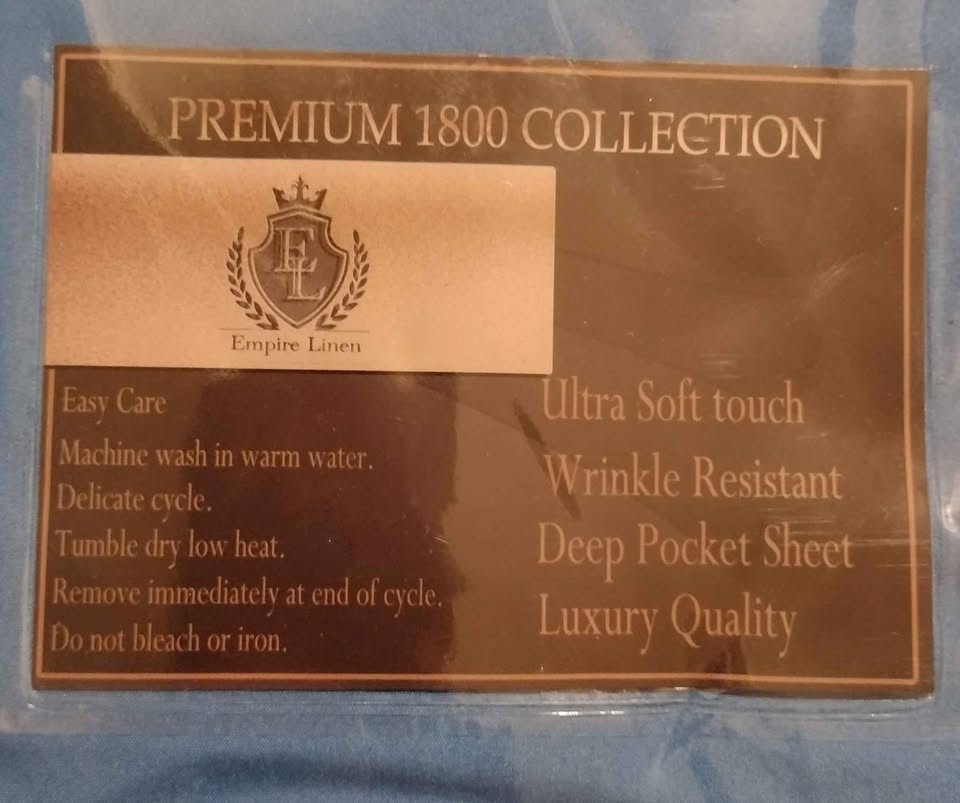 PREMIUM 1800 COLLECTION
EL
Empire Linen
Easy Care
Machine wash in warm water.
Delicate cycle.
Tumble dry low heat.
Remove immediately at end of cycle.
Do not bleach or iron.
Ultra Soft touch
Wrinkle Resistant
Deep Pocket Sheet
Luxury Quality